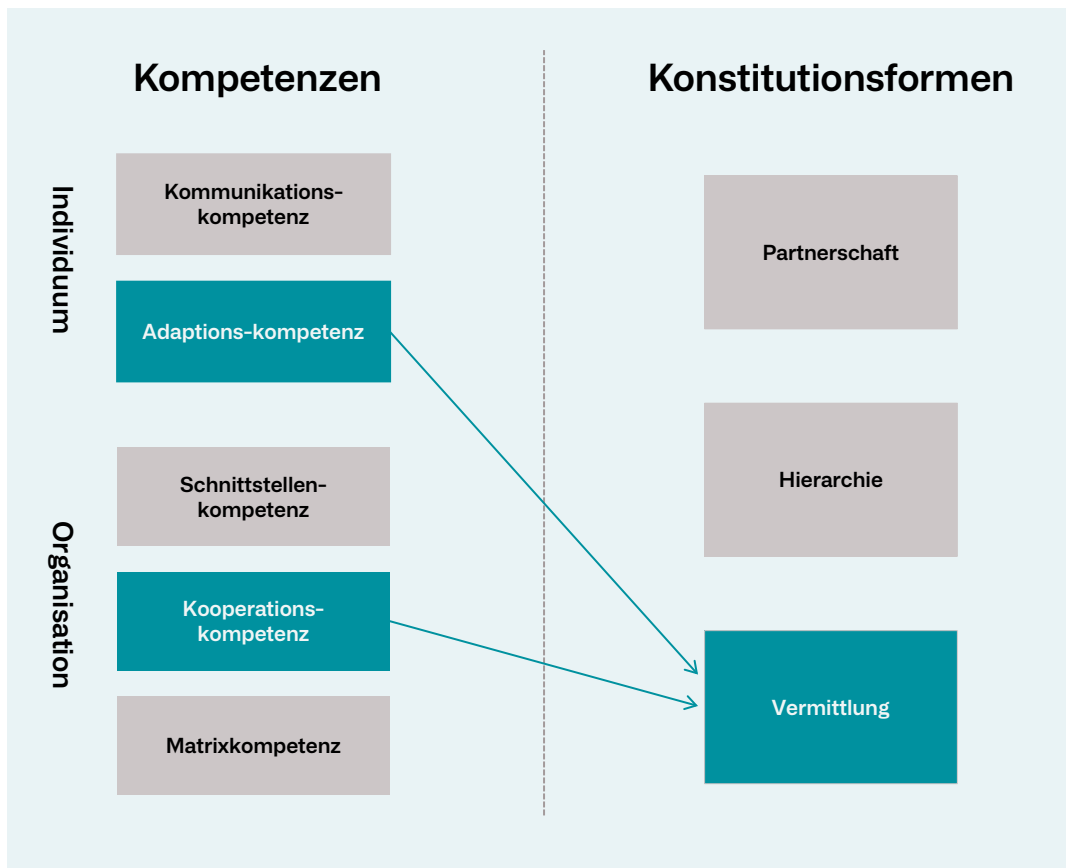 Kompetenzen
Konstitutionsformen
Individuum
Kommunikations-
kompetenz
Adaptions-kompetenz
Organisation
Schnittstellen-
kompetenz
Kooperations-
kompetenz
Matrixkompetenz
Partnerschaft
Hierarchie
Vermittlung